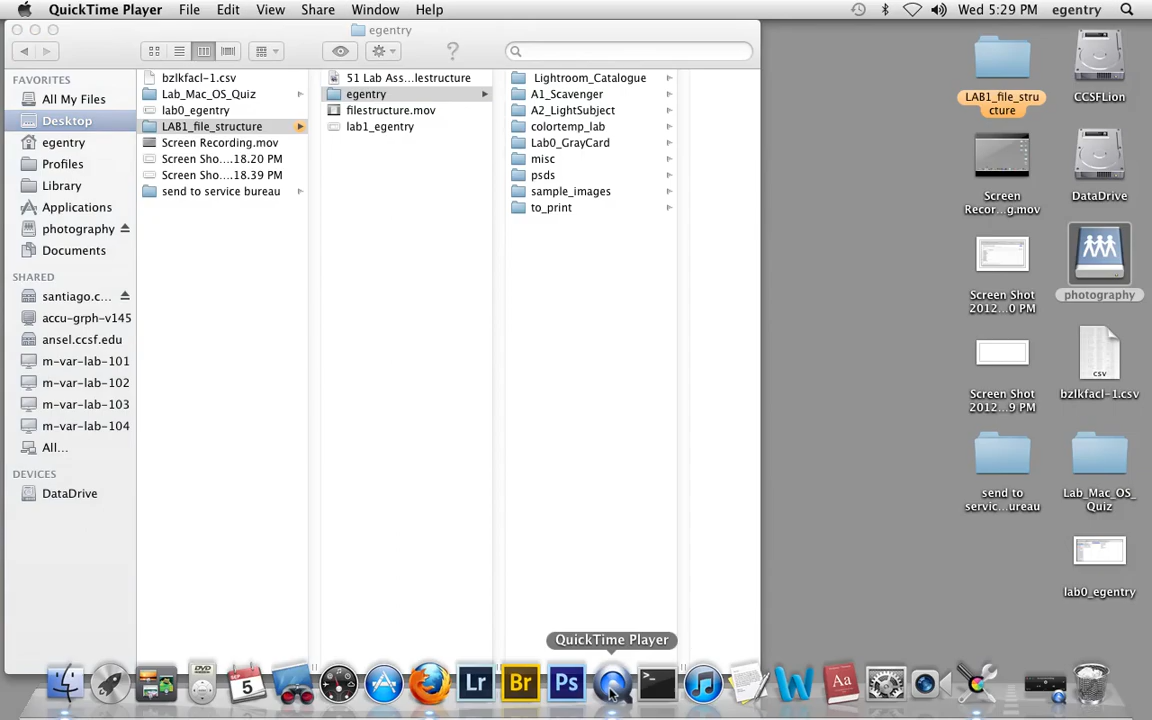 QuickTime Player File Edit View Share Window Help Wed 5:29 PM egentry
egentry
FAVORITES
All My Files
Desktop
egentry
Profiles
Library
Applications
photography
Documents
SHARED
santiago.c...
accu-grph-v145
ansel.ccsf.edu
m-var-lab-101
m-var-lab-102
m-var-lab-103
m-var-lab-104
All...
DEVICES
DataDrive
bzlkfacl-1.csv
Lab_Mac_OS_Quiz
lab0_egentry
LAB1_file_structure
Screen Recording.mov
Screen Sho....18.20 PM
Screen Sho....18.39 PM
send to service bureau
51 Lab Ass...lestructure
egentry
filestructure.mov
lab1_egentry
Lightroom_Catalogue
A1_Scavenger
A2_LightSubject
colortemp_lab
Lab0_GrayCard
misc
psds
sample_images
to_print
LAB1_file_stru
cture
CCSFLion
Screen
Recor...g.mov
DataDrive
Screen Shot
2012...0 PM
photography
Screen Shot
2012...9 PM
csv
bzlkfacl-1.csv
send to
servic...ureau
Lab_Mac_OS_
Quiz
lab0_egentry
QuickTime Player
5
Lr
Br
Ps
W
Aa